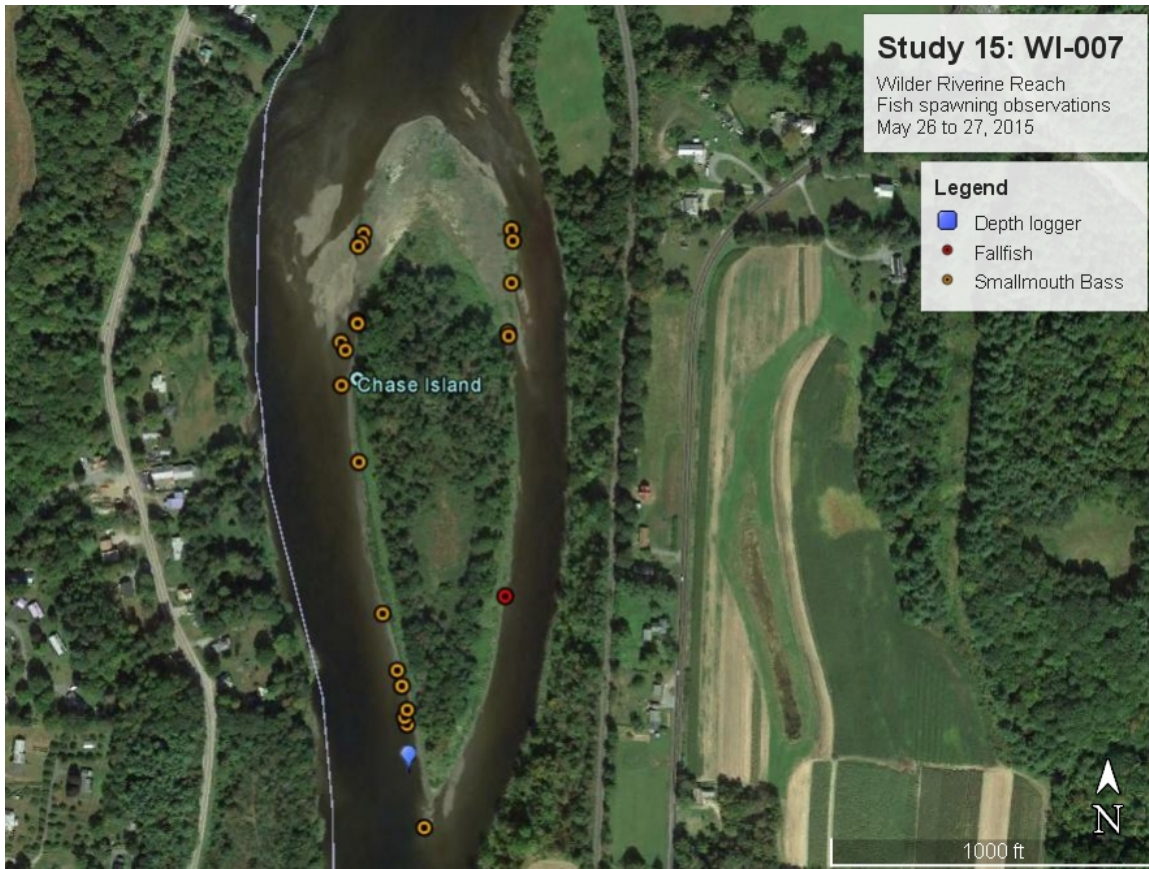 Study 15: WI-007
Wilder Riverine Reach
Fish spawning observations
May 26 to 27, 2015
Legend
Depth logger
Fallfish
Smallmouth Bass
Chase Island
N
1000 ft